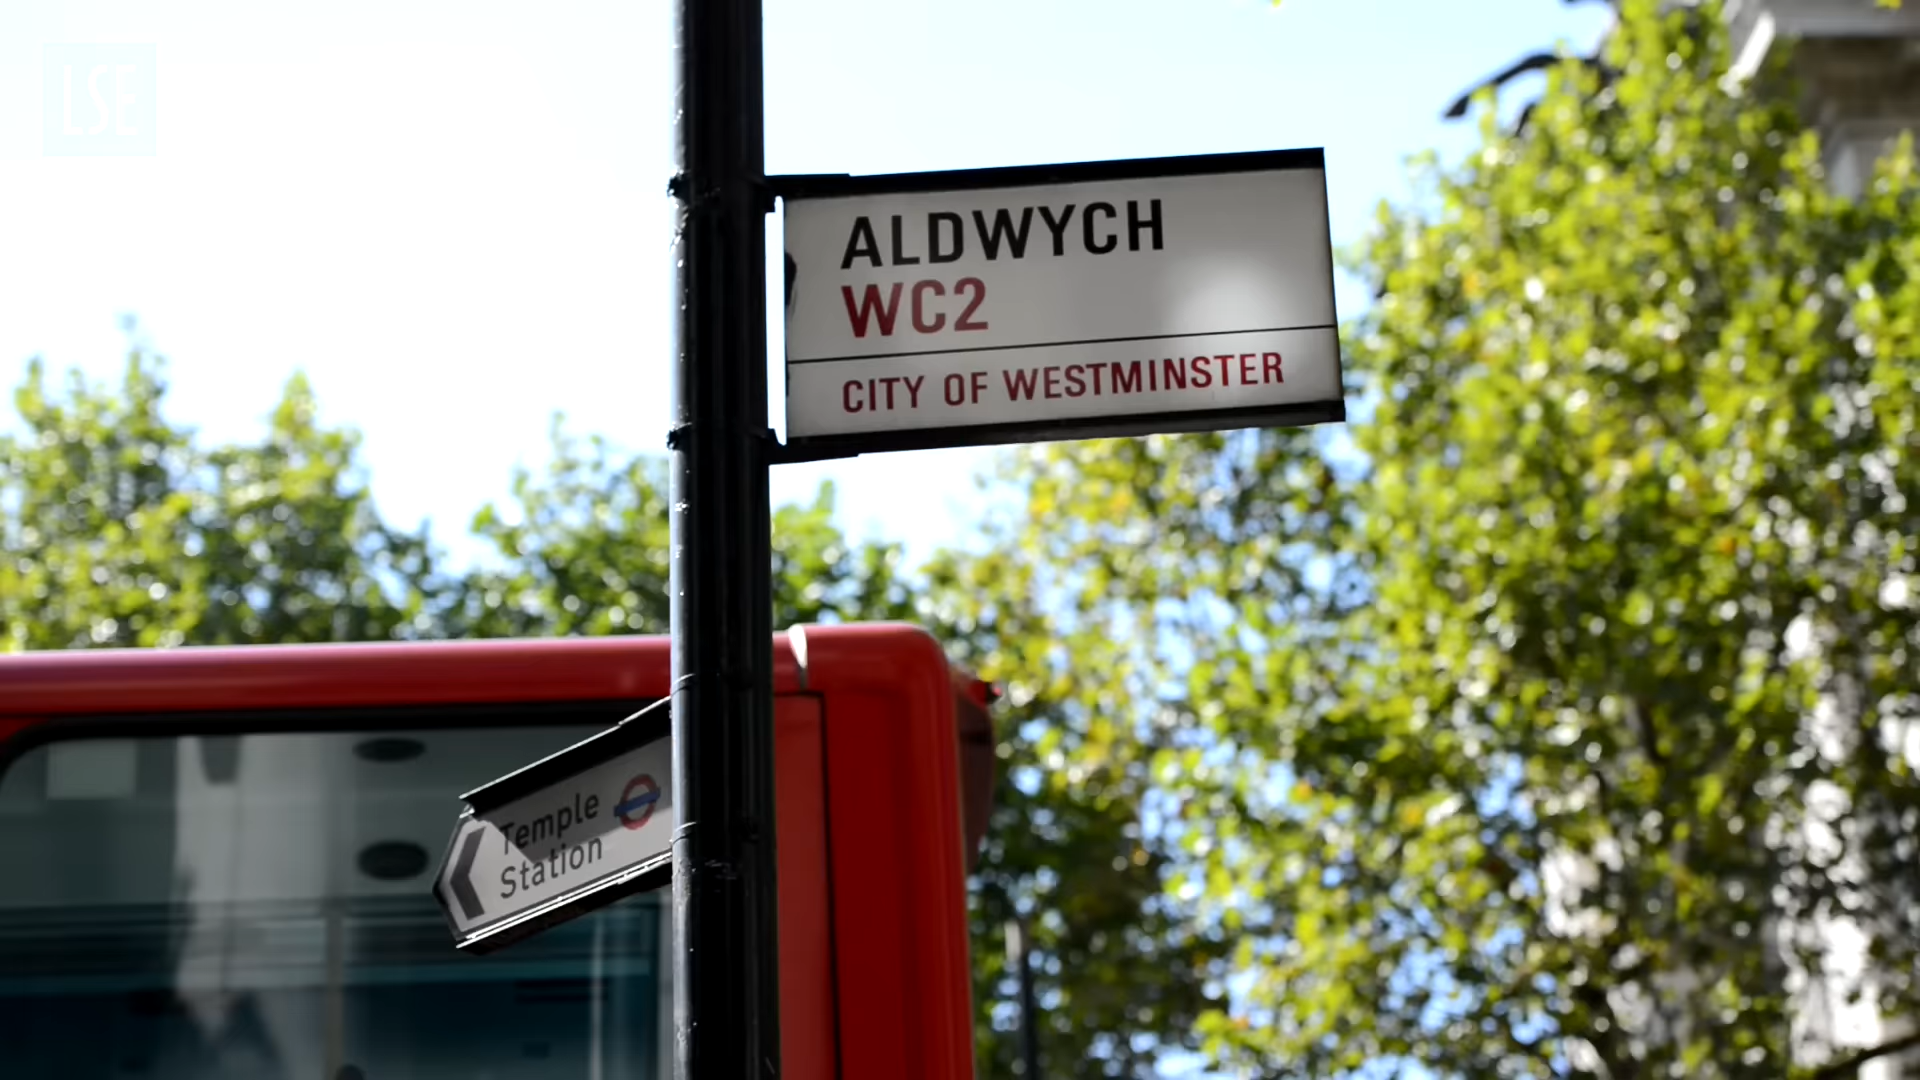 LSE
ALDWYCH
WC2
CITY OF WESTMINSTER
Temple
Station